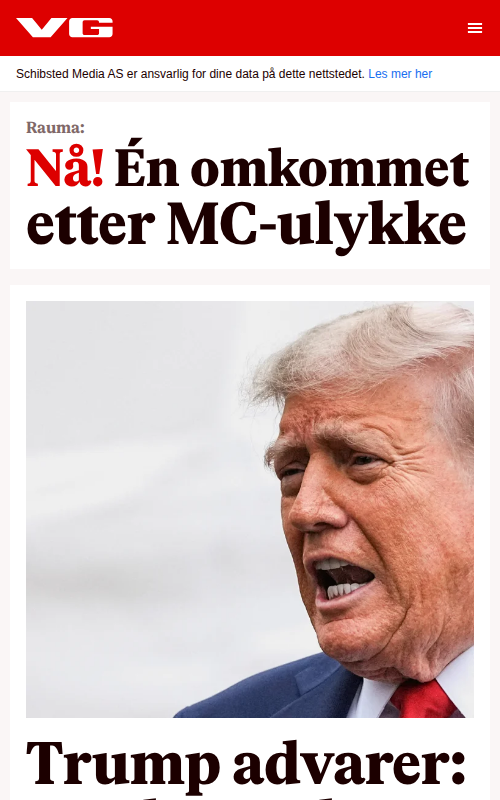 VG
Schibsted Media AS er ansvarlig for dine data på dette nettstedet. Les mer her
Rauma:
Nå! Én omkommet
etter MC-ulykke
Trump advarer: